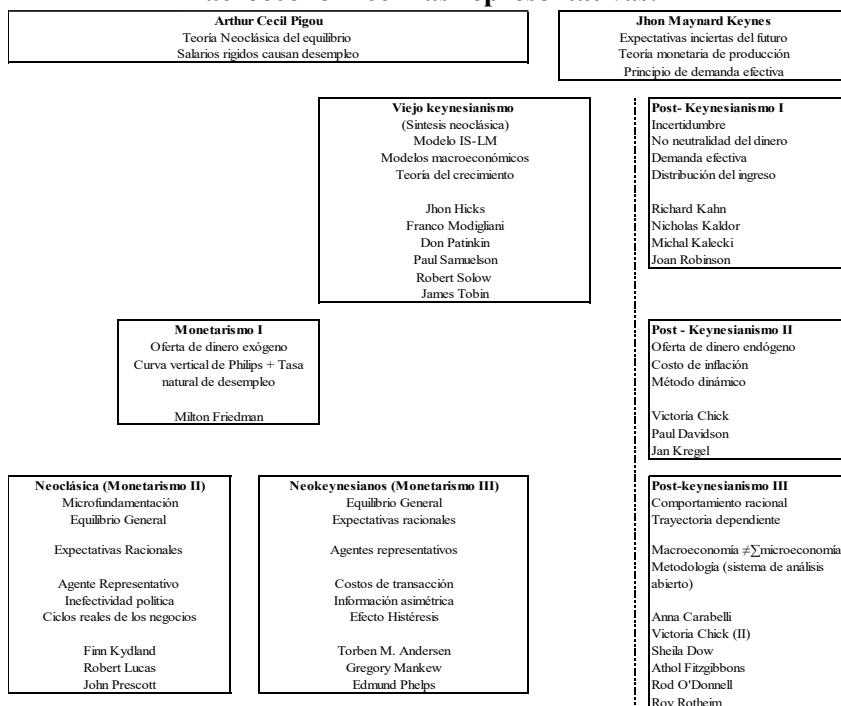 Arthur Cecil Pigou
Teoría Neoclásica del equilibrio
Salarios rigidos causan desempleo
Jhon Maynard Keynes
Expectativas inciertas del futuro
Teoría monetaria de producción
Principio de demanda efectiva
Viejo keynesianismo
(Sintesis neoclásica)
Modelo IS-LM
Modelos macroeconómicos
Teoría del crecimiento
Jhon Hicks
Franco Modigliani
Don Patinkin
Paul Samuelson
Robert Solow
James Tobin
Post- Keynesianismo I
Incertidumbre
No neutralidad del dinero
Demanda efectiva
Distribución del ingreso
Richard Kahn
Nicholas Kaldor
Michal Kalecki
Joan Robinson
Monetarismo I
Oferta de dinero exógeno
Curva vertical de Philips + Tasa
natural de desempleo
Milton Friedman
Post - Keynesianismo II
Oferta de dinero endógeno
Costo de inflación
Método dinámico
Victoría Chick
Paul Davidson
Jan Kregel
Neoclásica (Monetarismo II)
Microfundamentación
Equilibrio General
Expectativas Racionales
Agente Representativo
Inefectividad política
Ciclos reales de los negocios
Finn Kydland
Robert Lucas
John Prescott
Neokeynesianos (Monetarismo III)
Equilibrio General
Expectativas racionales
Agentes representativos
Costos de transacción
Información asimétrica
Efecto Histéresis
Torben M. Andersen
Gregory Mankew
Edmund Phelps
Post-keynesianismo III
Comportamiento racional
Trayectoria dependiente
Macroeconomía ≠∑microeconomía
Metodología (sistema de análisis
abierto)
Anna Carabelli
Victoria Chick (II)
Sheila Dow
Athol Fitzgibbons
Rod O'Donnell
Roy Rotheim